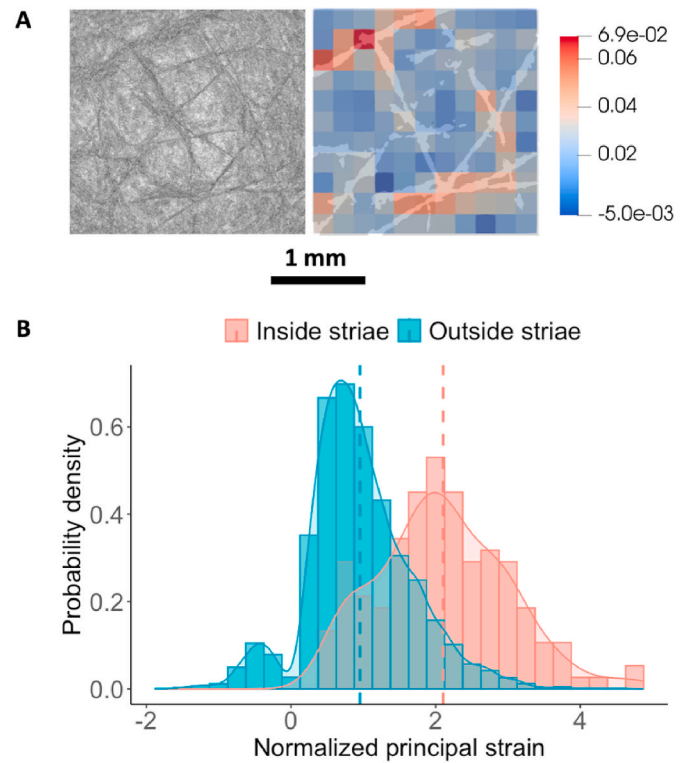 A
6.9e-02
0.06
0.04
0.02
-5.0e-03
1 mm
B
Inside striae Outside striae
Probability density
0.6
0.4
0.2
0.0
-2 0 2 4
Normalized principal strain